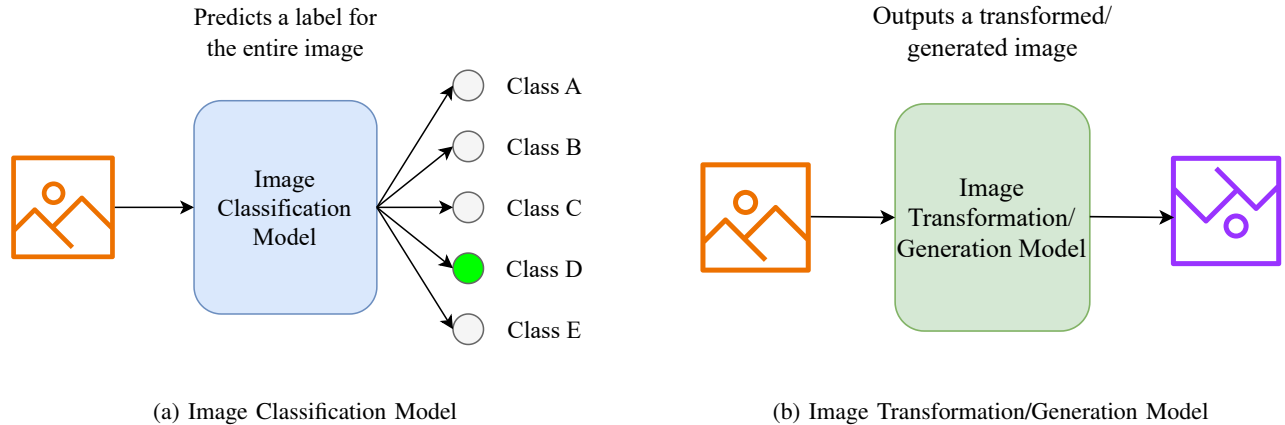 Predicts a label for
the entire image
Image
Classification
Model
Class A
Class B
Class C
Class D
Class E
(a) Image Classification Model
Outputs a transformed/
generated image
Image
Transformation/
Generation Model
(b) Image Transformation/Generation Model